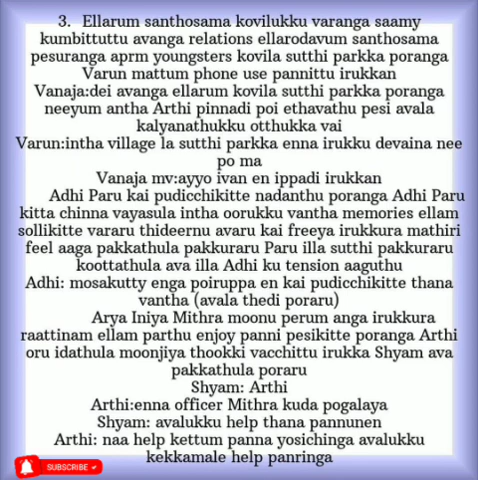 3. Ellarum santhosama kovilukku varanga saamy
kumbittuttu avanga relations ellarodavum santhosama
pesuranga aprm youngsters kovila sutthi parkka poranga
Varun mattum phone use pannittu irukkan
Vanaja:dei avanga ellarum kovila sutthi parkka poranga
neeyum antha Arthi pinnadi poi ethavathu pesi avala
kalyanathukku otthukka vai
Varun:intha village la sutthi parkka enna irukku devaina nee
po ma
Vanaja mv:ayyo ivan en ippadi irukkan
Adhi Paru kai pudicchikitte nadanthu poranga Adhi Paru
kitta chinna vayasula intha oorukku vantha memories ellam
sollikitte vararu thideernu avaru kai freeya irukkura mathiri
feel aaga pakkathula pakkuraru Paru illa sutthi pakkuraru
koottathula ava illa Adhi ku tension aaguthu
Adhi: mosakutty enga poiruppa en kai pudicchikitte thana
vantha (avala thedi poraru)
Arya Iniya Mithra moonu perum anga irukkura
raattinam ellam parthu enjoy panni pesikitte poranga Arthi
oru idathula moonjiya thookki vacchittu irukka Shyam ava
pakkathula poraru
Shyam: Arthi
Arthi:enna officer Mithra kuda pogalaya
Shyam: avalukku help thana pannunen
Arthi: naa help kettum panna yosichinga avalukku
kekkamale help panringa
SUBSCRIBE